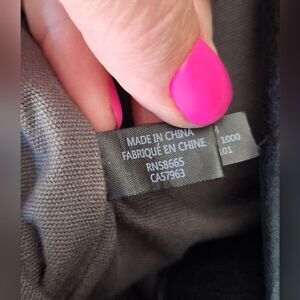 MADE IN CHINA
FABRIQUÉ EN CHINE
RN58665
CA57963
1000
01